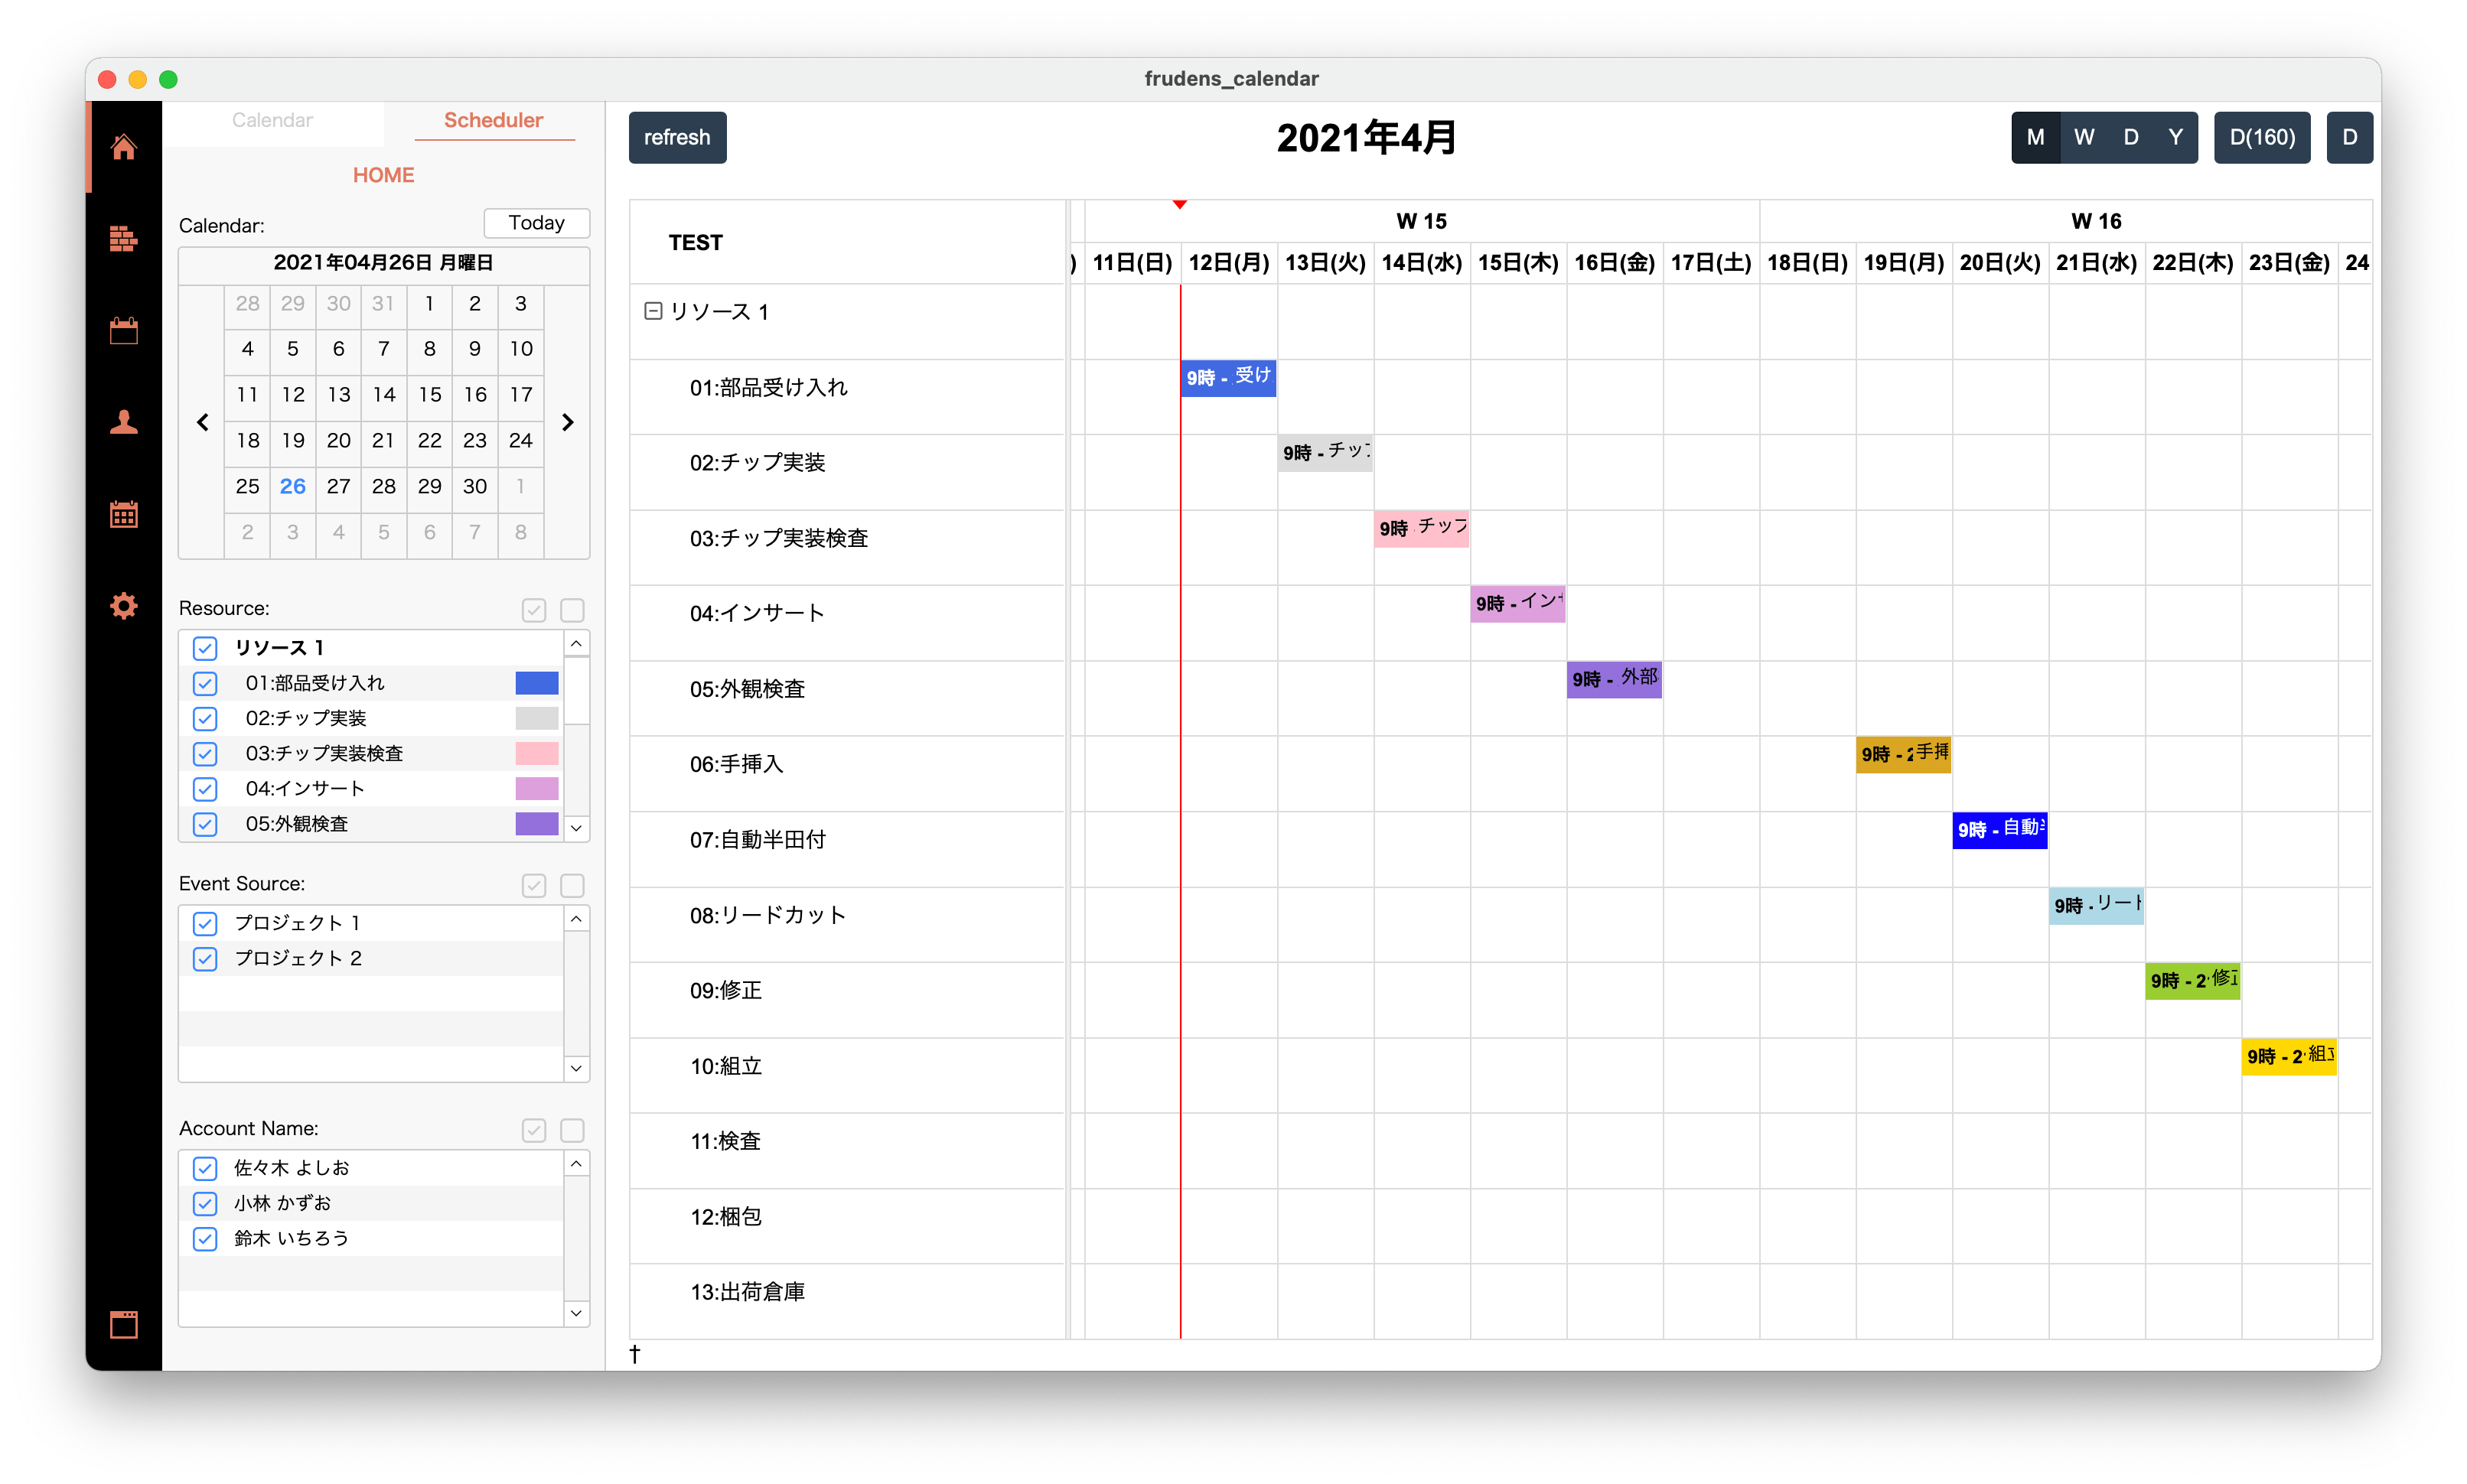 frudens_calendar
Calendar
Scheduler
HOME
Calendar:
Today
2021年04月26日 月曜日
28 29 30 31 1 2 3
4 5 6 7 8 9 10
11 12 13 14 15 16 17
18 19 20 21 22 23 24
25 26 27 28 29 30 1
2 3 4 5 6 7 8
Resource:
リソース 1
01:部品受け入れ
02:チップ実装
03:チップ実装検査
04:インサート
05:外観検査
Event Source:
プロジェクト 1
プロジェクト 2
Account Name:
佐々木 よしお
小林 かずお
鈴木 いちろう
refresh
2021年4月
M W D Y
D(160)
D
TEST
W 15
W 16
) 11日(日) 12日(月) 13日(火) 14日(水) 15日(木) 16日(金) 17日(土) 18日(日) 19日(月) 20日(火) 21日(水) 22日(木) 23日(金) 24
リソース 1
01:部品受け入れ
9時 - 受け
02:チップ実装
9時 - チッ
03:チップ実装検査
9時 チップ
04:インサート
9時 - イン
05:外観検査
9時 - 外部
06:手挿入
9時 - 2手挿
07:自動半田付
9時 - 自動
08:リードカット
9時 - リー
09:修正
9時 - 2 修正
10:組立
9時 - 2 組立
11:検査
12:梱包
13:出荷倉庫
†